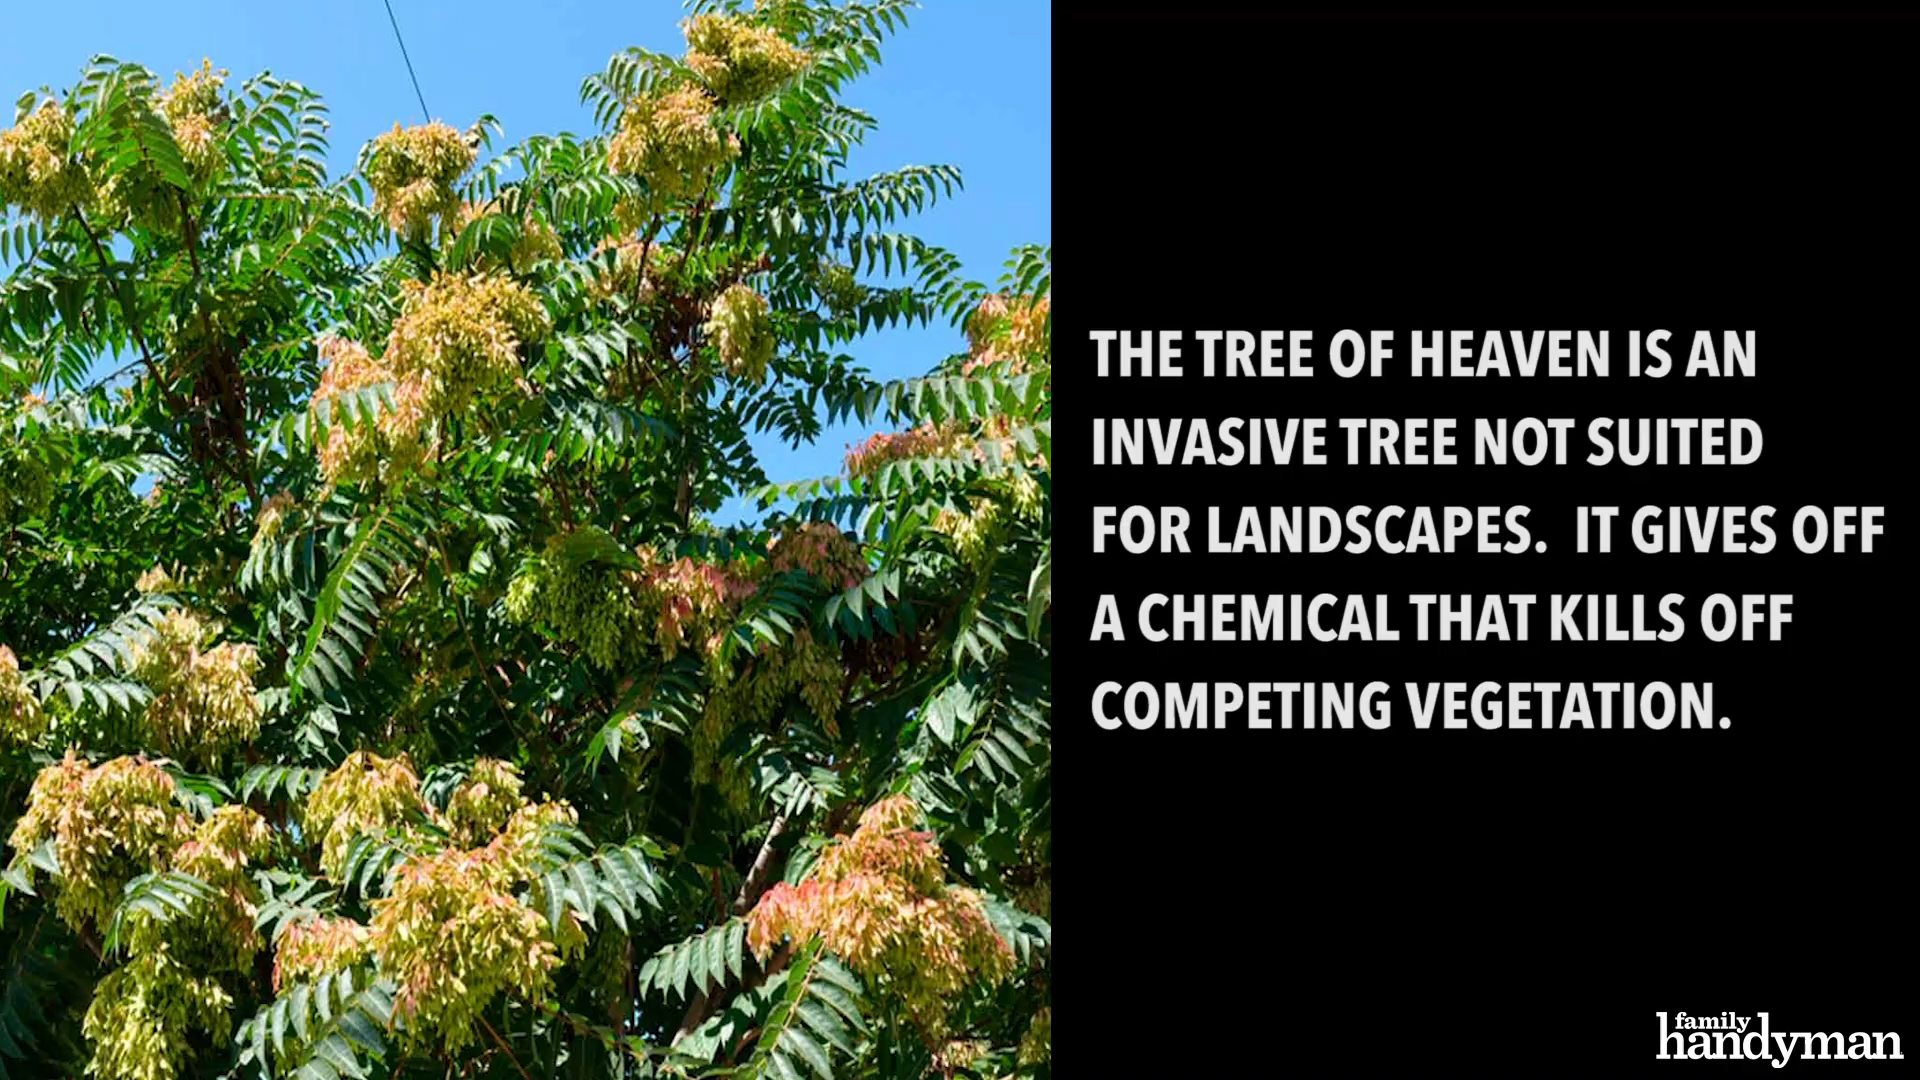 THE TREE OF HEAVEN IS AN
INVASIVE TREE NOT SUITED
FOR LANDSCAPES. IT GIVES OFF
A CHEMICAL THAT KILLS OFF
COMPETING VEGETATION.
family
handyman